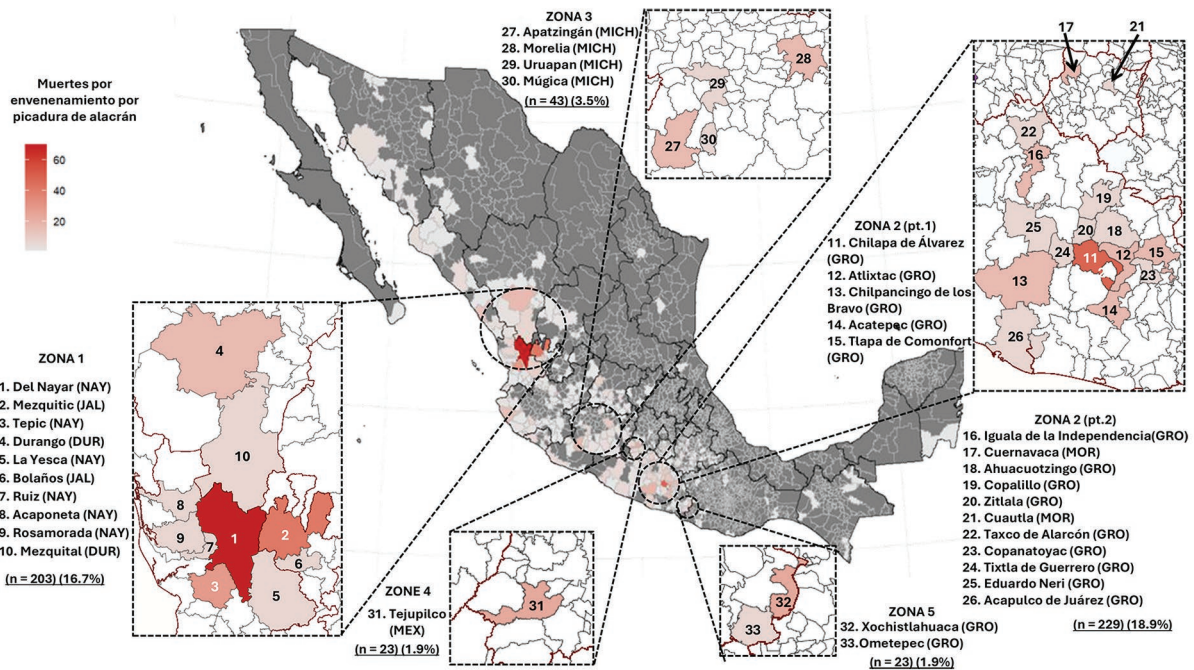 ZONA 3
27. Apatzingán (MICH)
28. Morelia (MICH)
29. Uruapan (MICH)
30. Múgica (MICH)
(n = 43) (3.5%)
Muertes por
envenenamiento por
picadura de alacrán
60
40
20
29
28
27
30
17
21
22
16
19
25
20
18
24
11
12
15
23
13
14
26
ZONA 2 (pt.1)
11. Chilapa de Álvarez
(GRO)
12. Atlixtac (GRO)
13. Chilpancingo de los
Bravo (GRO)
14. Acatepec (GRO)
15. Tlapa de Comonfort
(GRO)
ZONA 1
1. Del Nayar (NAY)
2. Mezquitic (JAL)
3. Tepic (NAY)
4. Durango (DUR)
5. La Yesca (NAY)
6. Bolaños (JAL)
7. Ruiz (NAY)
8. Acaponeta (NAY)
9. Rosamorada (NAY)
10. Mezquital (DUR)
(n = 203) (16.7%)
4
10
8
9
7
1
2
6
3
5
ZONA 2 (pt.2)
16. Iguala de la Independencia(GRO)
17. Cuernavaca (MOR)
18. Ahuacuotzingo (GRO)
19. Copalillo (GRO)
20. Zitlala (GRO)
21. Cuautla (MOR)
22. Taxco de Alarcón (GRO)
23. Copanatoyac (GRO)
24. Tixtla de Guerrero (GRO)
25. Eduardo Neri (GRO)
26. Acapulco de Juárez (GRO)
(n = 229) (18.9%)
ZONE 4
31. Tejupilco
(MEX)
(n = 23) (1.9%)
31
32
33
ZONA 5
32. Xochistlahuaca (GRO)
33.Ometepec (GRO)
(n = 23) (1.9%)